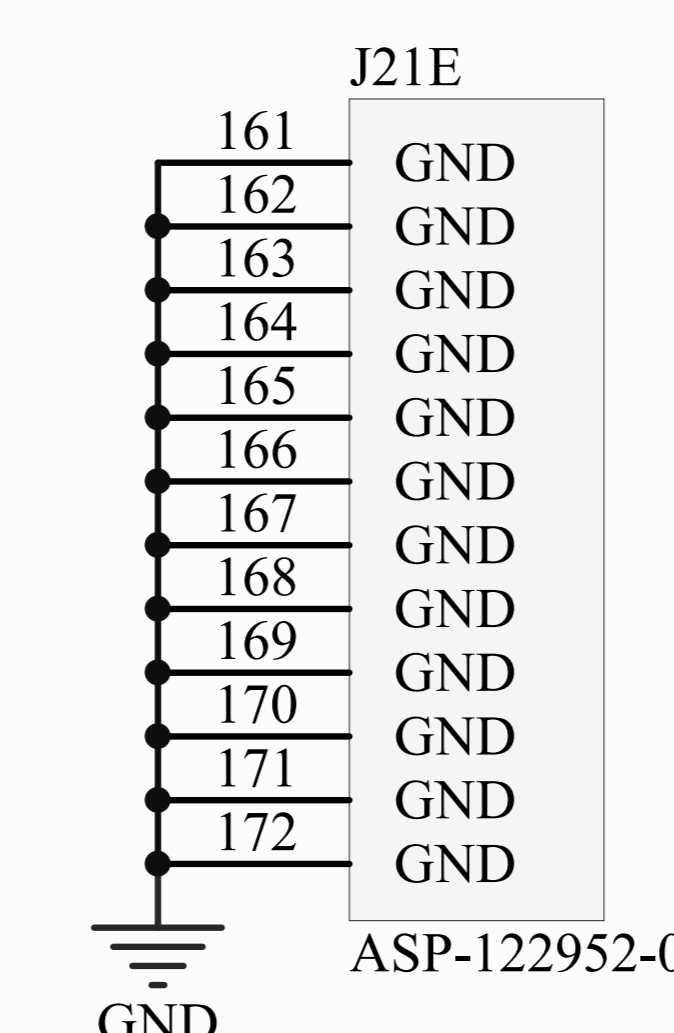 J21E
161 GND
162 GND
163 GND
164 GND
165 GND
166 GND
167 GND
168 GND
169 GND
170 GND
171 GND
172 GND
ASP-122952-0
GND